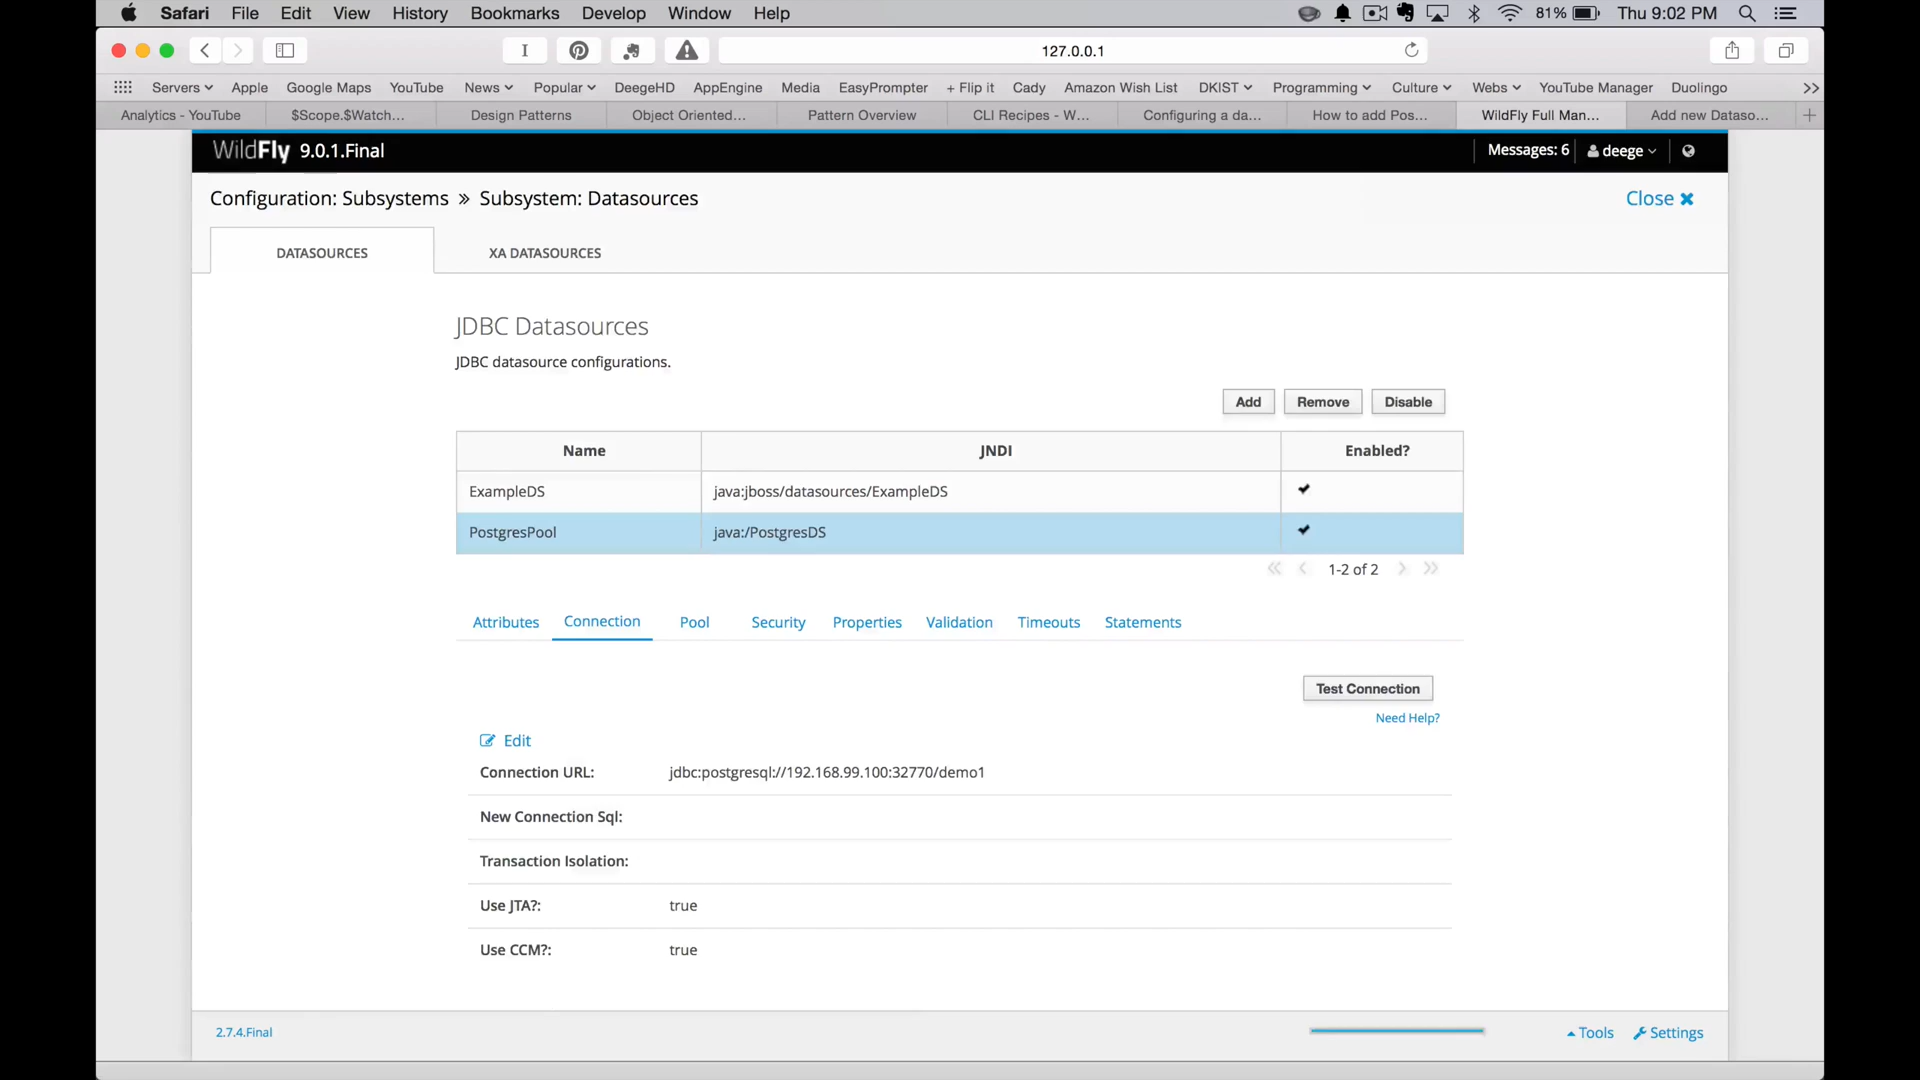 Safari File Edit View History Bookmarks Develop Window Help 81% Thu 9:02 PM
127.0.0.1
Servers Apple Google Maps YouTube News Popular DeegeHD AppEngine Media EasyPrompter + Flip it Cady Amazon Wish List DKIST Programming Culture Webs YouTube Manager Duolingo >>
Analytics - YouTube $Scope.$Watch... Design Patterns Object Oriented... Pattern Overview CLI Recipes - W... Configuring a da... How to add Pos... WildFly Full Man... Add new Dataso... +
WildFly 9.0.1.Final Messages: 6 deege
Configuration: Subsystems » Subsystem: Datasources Close ✖
DATASOURCES XA DATASOURCES
JDBC Datasources
JDBC datasource configurations.
Add Remove Disable
Name JNDI Enabled?
ExampleDS java:jboss/datasources/ExampleDS ✔
PostgresPool java:/PostgresDS ✔
« ‹ 1-2 of 2 › »
Attributes Connection Pool Security Properties Validation Timeouts Statements
Test Connection
Need Help?
Edit
Connection URL: jdbc:postgresql://192.168.99.100:32770/demo1
New Connection Sql:
Transaction Isolation:
Use JTA?: true
Use CCM?: true
2.7.4.Final Tools Settings